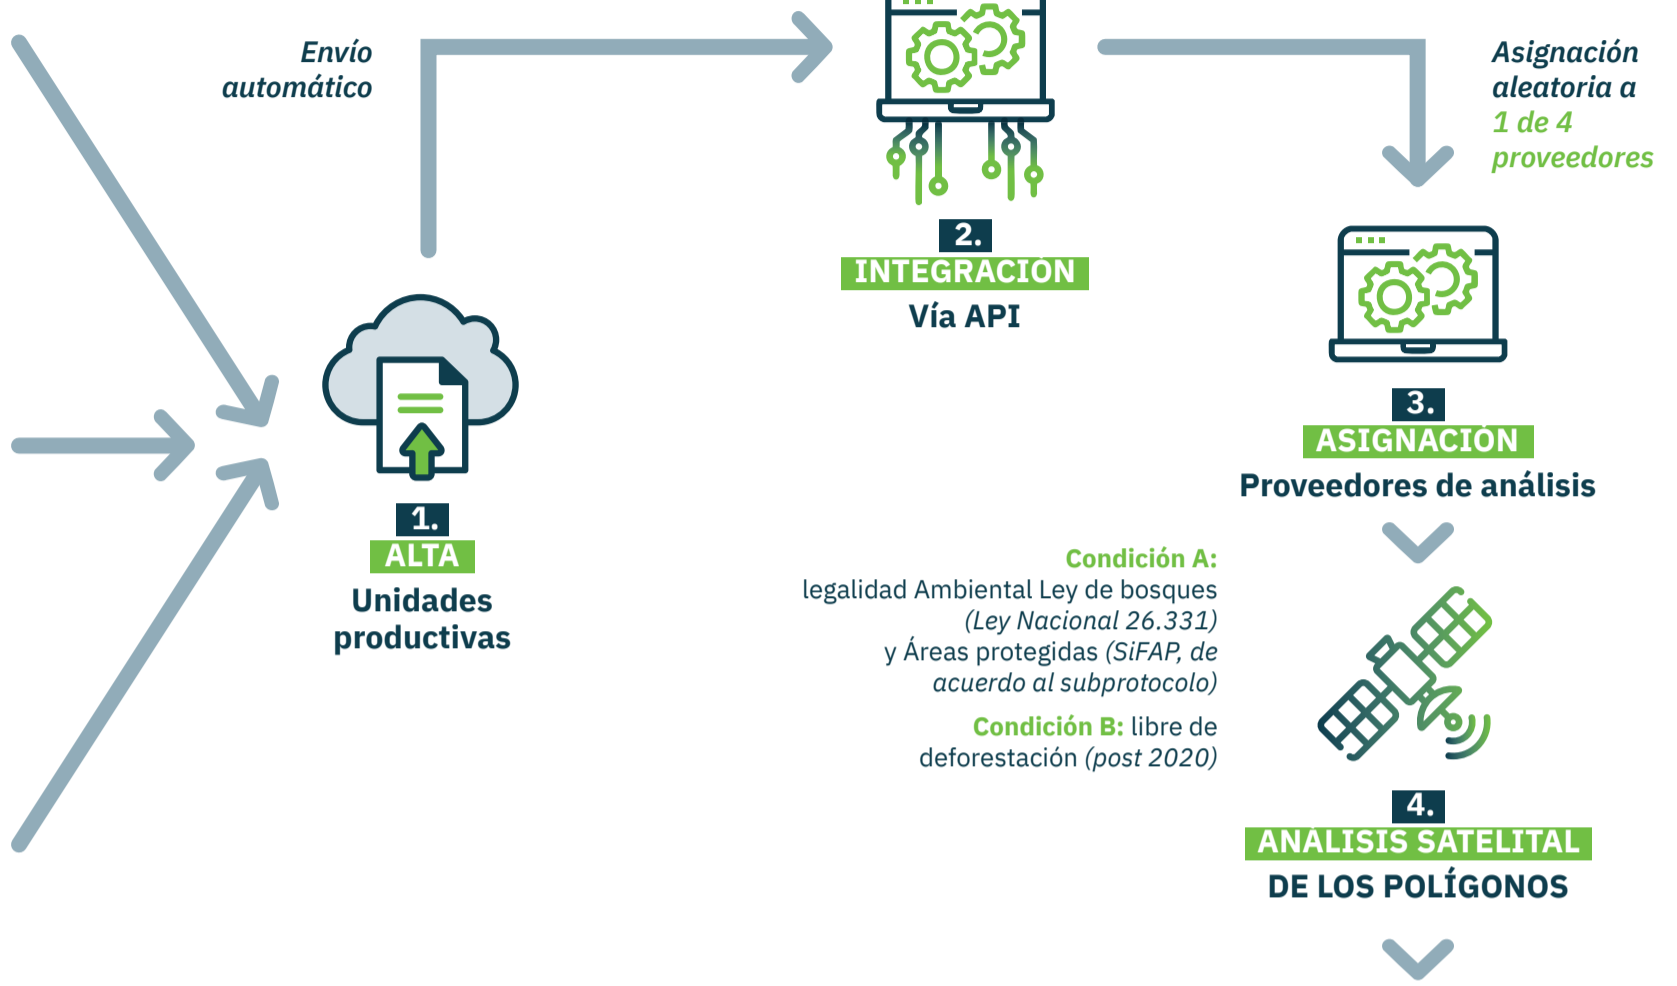 Envío
automático
1.
ALTA
Unidades
productivas
2.
INTEGRACIÓN
Vía API
Asignación
aleatoria a
1 de 4
proveedores
3.
ASIGNACIÓN
Proveedores de análisis
Condición A:
legalidad Ambiental Ley de bosques
(Ley Nacional 26.331)
y Áreas protegidas (SiFAP, de
acuerdo al subprotocolo)
Condición B: libre de
deforestación (post 2020)
4.
ANÁLISIS SATELITAL
DE LOS POLÍGONOS